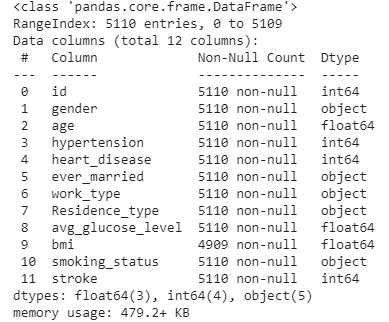 <class 'pandas.core.frame.DataFrame'>
RangeIndex: 5110 entries, 0 to 5109
Data columns (total 12 columns):
 #   Column             Non-Null Count  Dtype
---  ------             --------------  -----
 0   id                 5110 non-null   int64
 1   gender             5110 non-null   object
 2   age                5110 non-null   float64
 3   hypertension       5110 non-null   int64
 4   heart_disease      5110 non-null   int64
 5   ever_married       5110 non-null   object
 6   work_type          5110 non-null   object
 7   Residence_type     5110 non-null   object
 8   avg_glucose_level  5110 non-null   float64
 9   bmi                4909 non-null   float64
 10  smoking_status     5110 non-null   object
 11  stroke             5110 non-null   int64
dtypes: float64(3), int64(4), object(5)
memory usage: 479.2+ KB